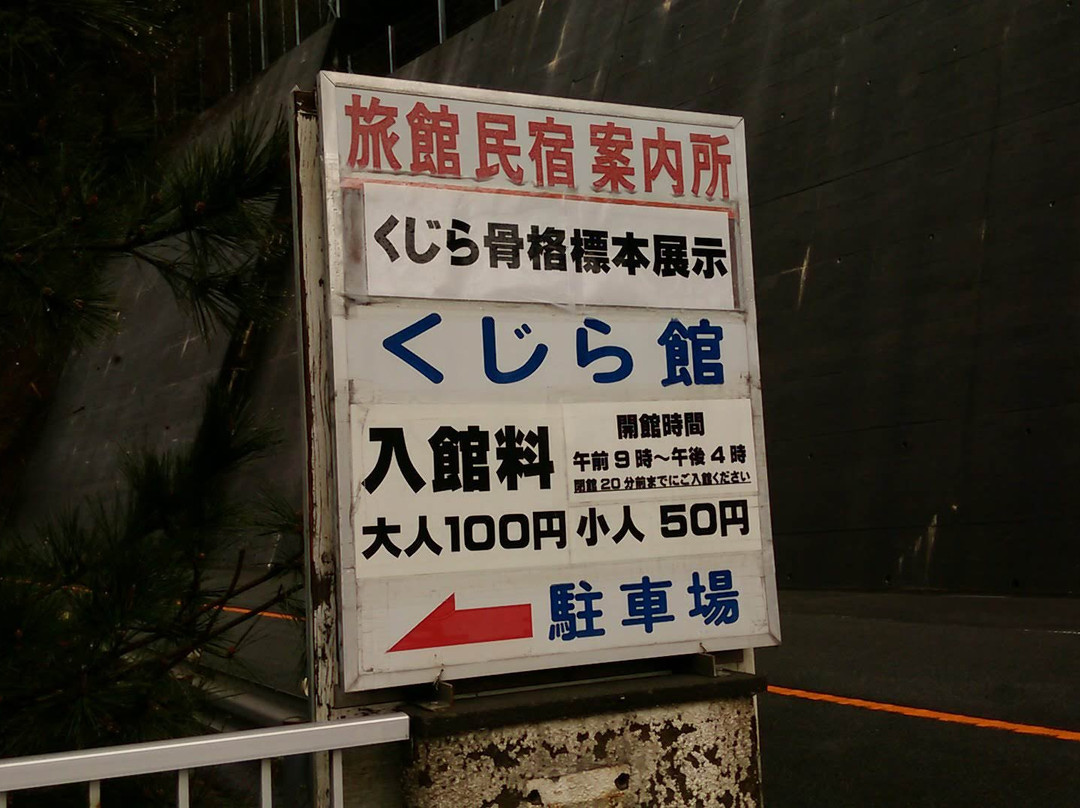 旅館民宿案内所
くじら骨格標本展示
くじら館
入館料
開館時間
午前9時～午後4時
閉館20分前までにご入館ください
大人100円 小人 50円
駐車場